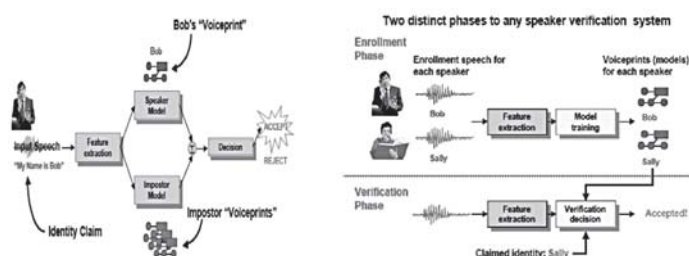 Bob's "Voiceprint"
Bob
Speaker
Model
Input Speech
"My Name is Bob"
Feature
extraction
Decision
ACCEPT
REJECT
Impostor
Model
Identity Claim
Impostor "Voiceprints"
Two distinct phases to any speaker verification system
Enrollment
Phase
Enrollment speech for
each speaker
Voiceprints (models)
for each speaker
Bob
Feature
extraction
Model
training
Bob
Sally
Sally
Verification
Phase
Feature
extraction
Verification
decision
Accepted!
Claimed identity: Sally